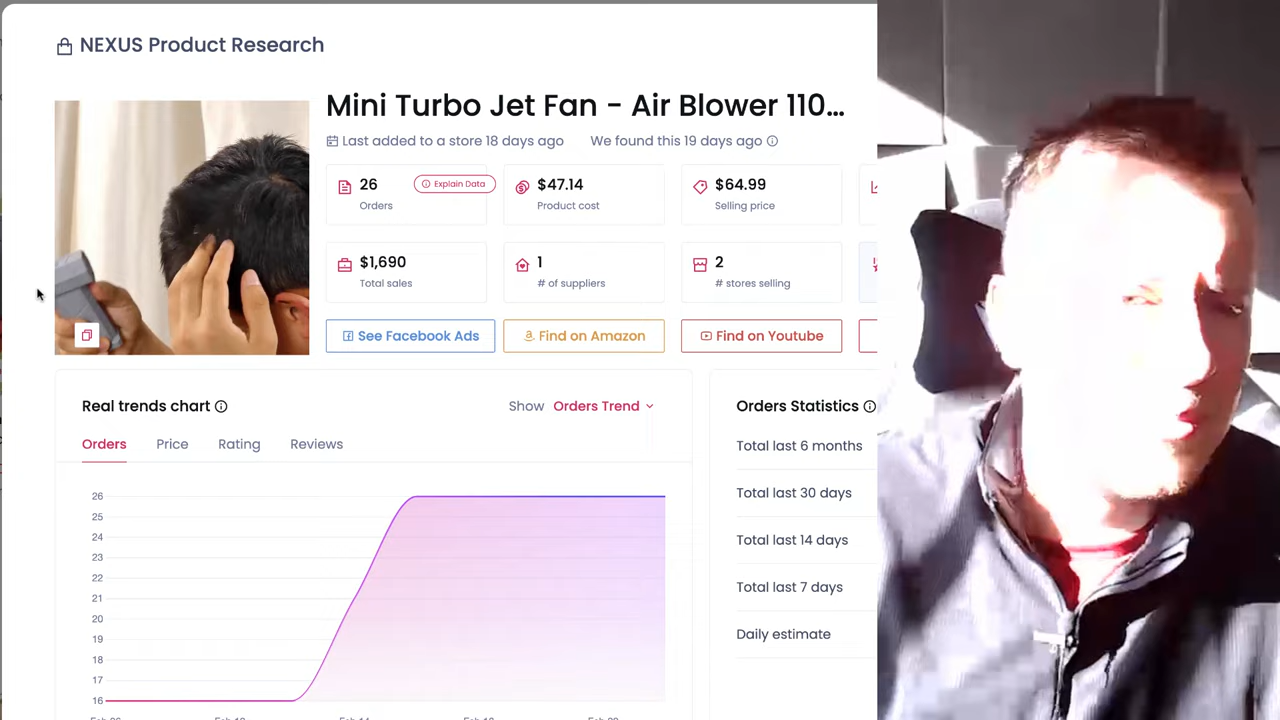 NEXUS Product Research
Mini Turbo Jet Fan - Air Blower 110...
Last added to a store 18 days ago We found this 19 days ago
26 Explain Data
Orders
$47.14
Product cost
$64.99
Selling price
$1,690
Total sales
1
# of suppliers
2
# stores selling
See Facebook Ads
Find on Amazon
Find on Youtube
Real trends chart
Show Orders Trend
Orders Price Rating Reviews
26
25
24
23
22
21
20
19
18
17
16
Orders Statistics
Total last 6 months
Total last 30 days
Total last 14 days
Total last 7 days
Daily estimate